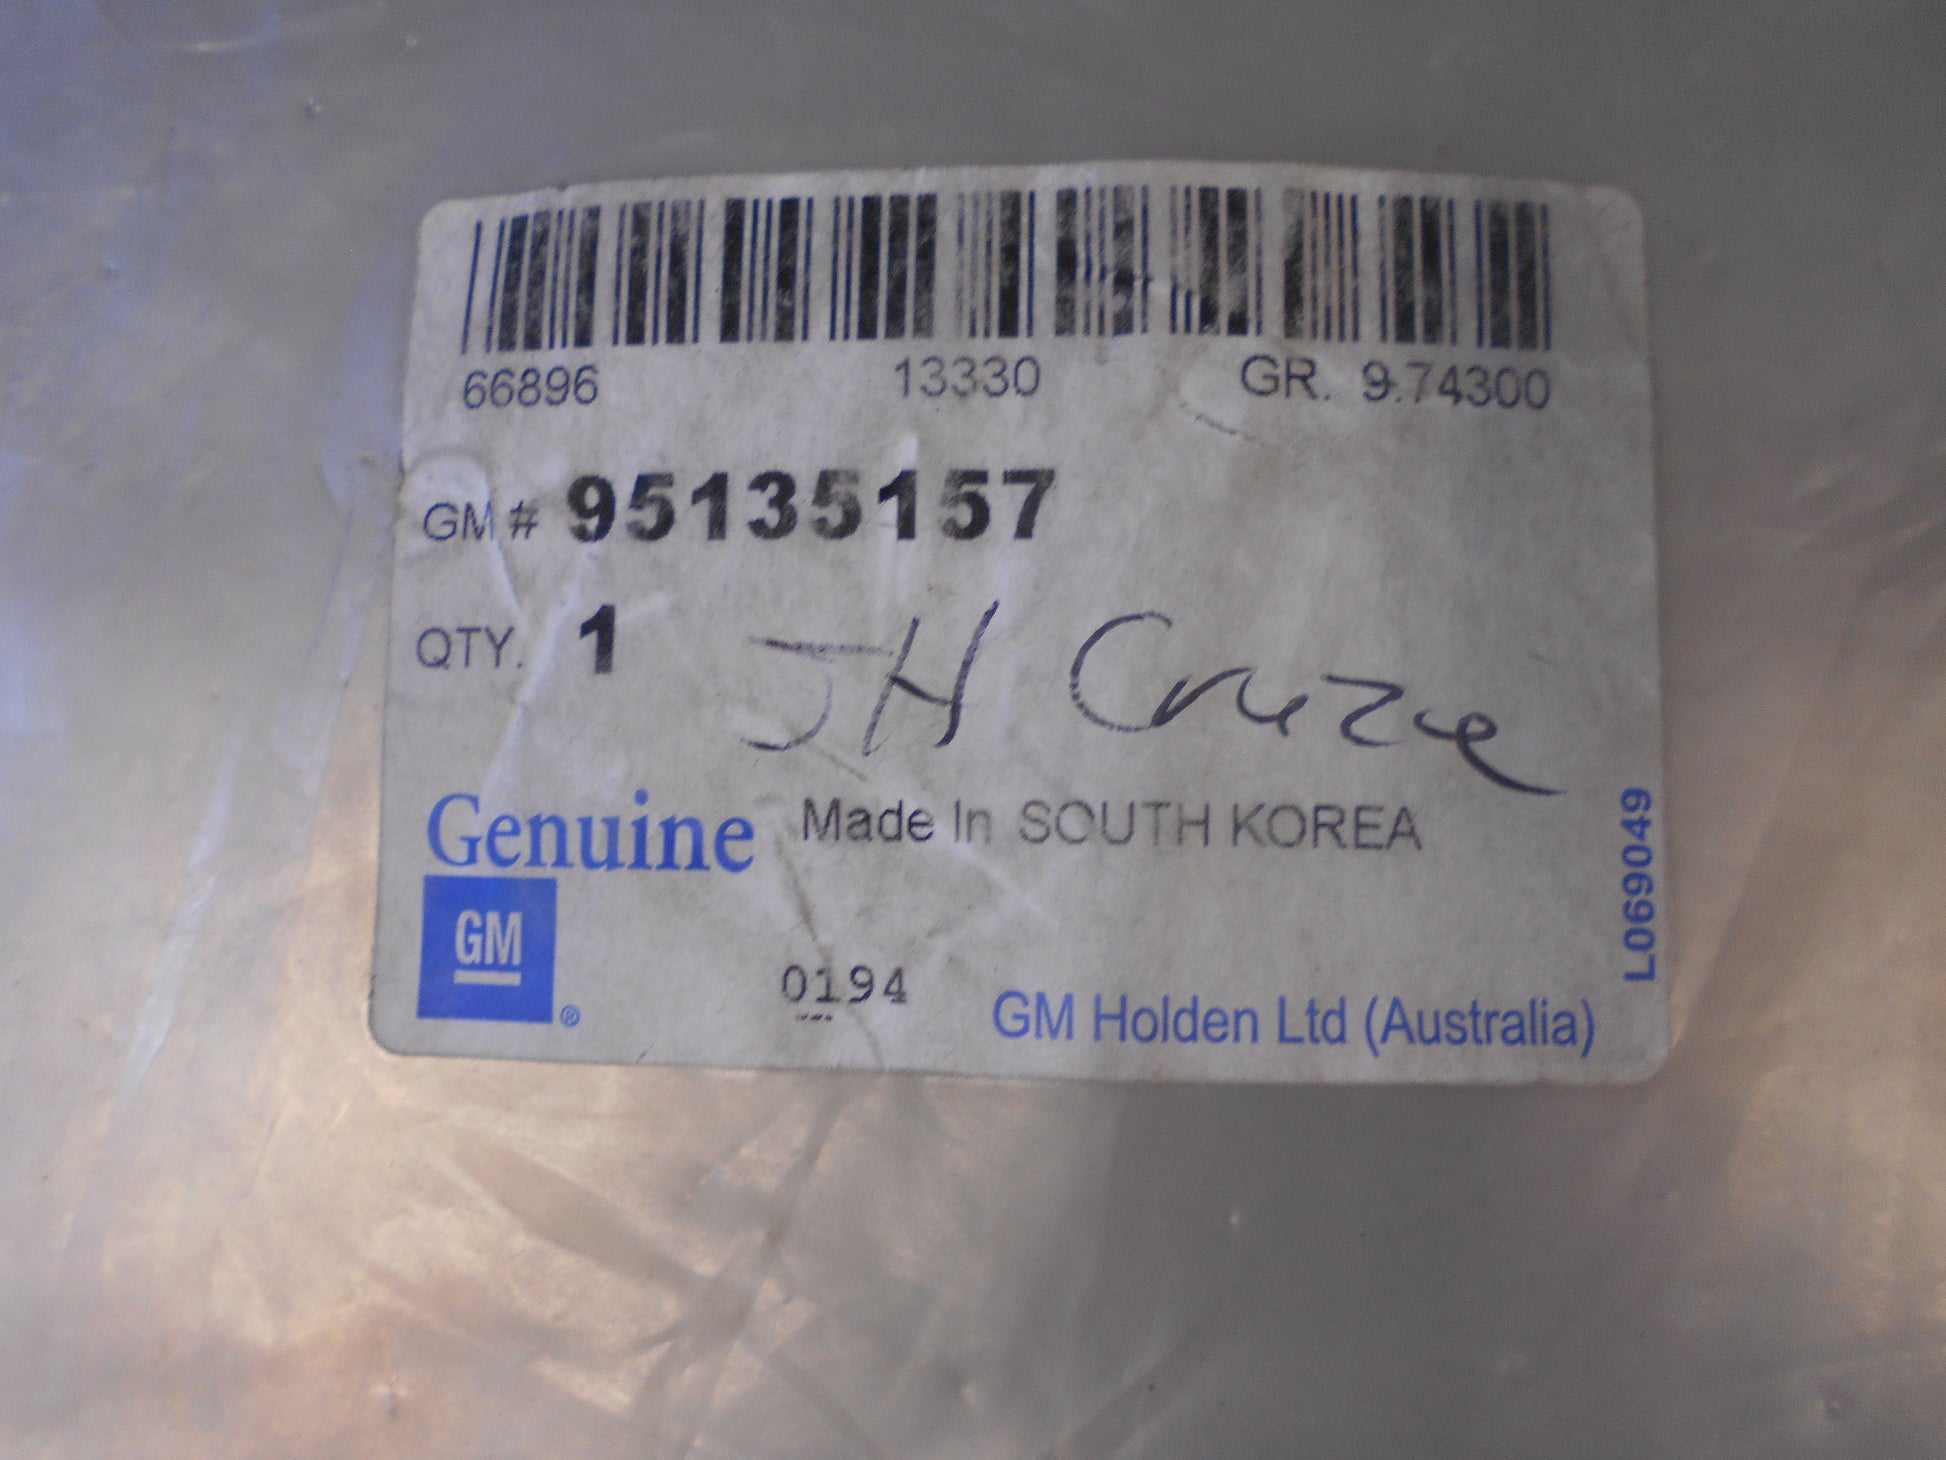 66896 13330 GR. 9.74300
GM # 95135157
QTY. 1
JH Cruze
Genuine Made In SOUTH KOREA
GM ®
0194
GM Holden Ltd (Australia)
L069049